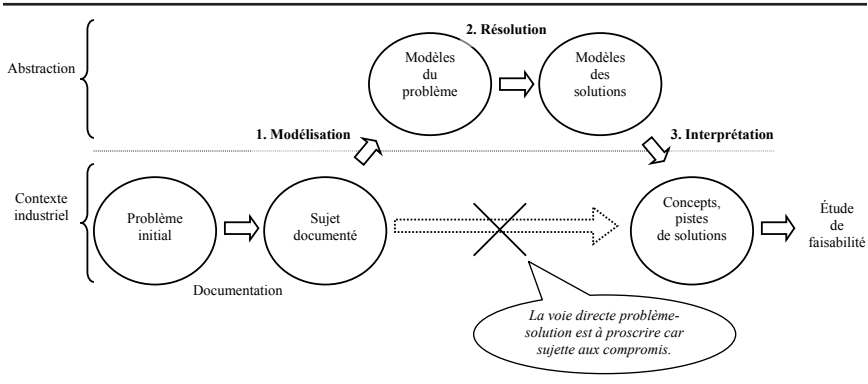 2. Résolution
Abstraction
Modèles
du
problème
Modèles
des
solutions
1. Modélisation
3. Interprétation
Contexte
industriel
Problème
initial
Sujet
documenté
Concepts,
pistes
de solutions
Étude
de
faisabilité
Documentation
La voie directe problème-
solution est à proscrire car
sujette aux compromis.